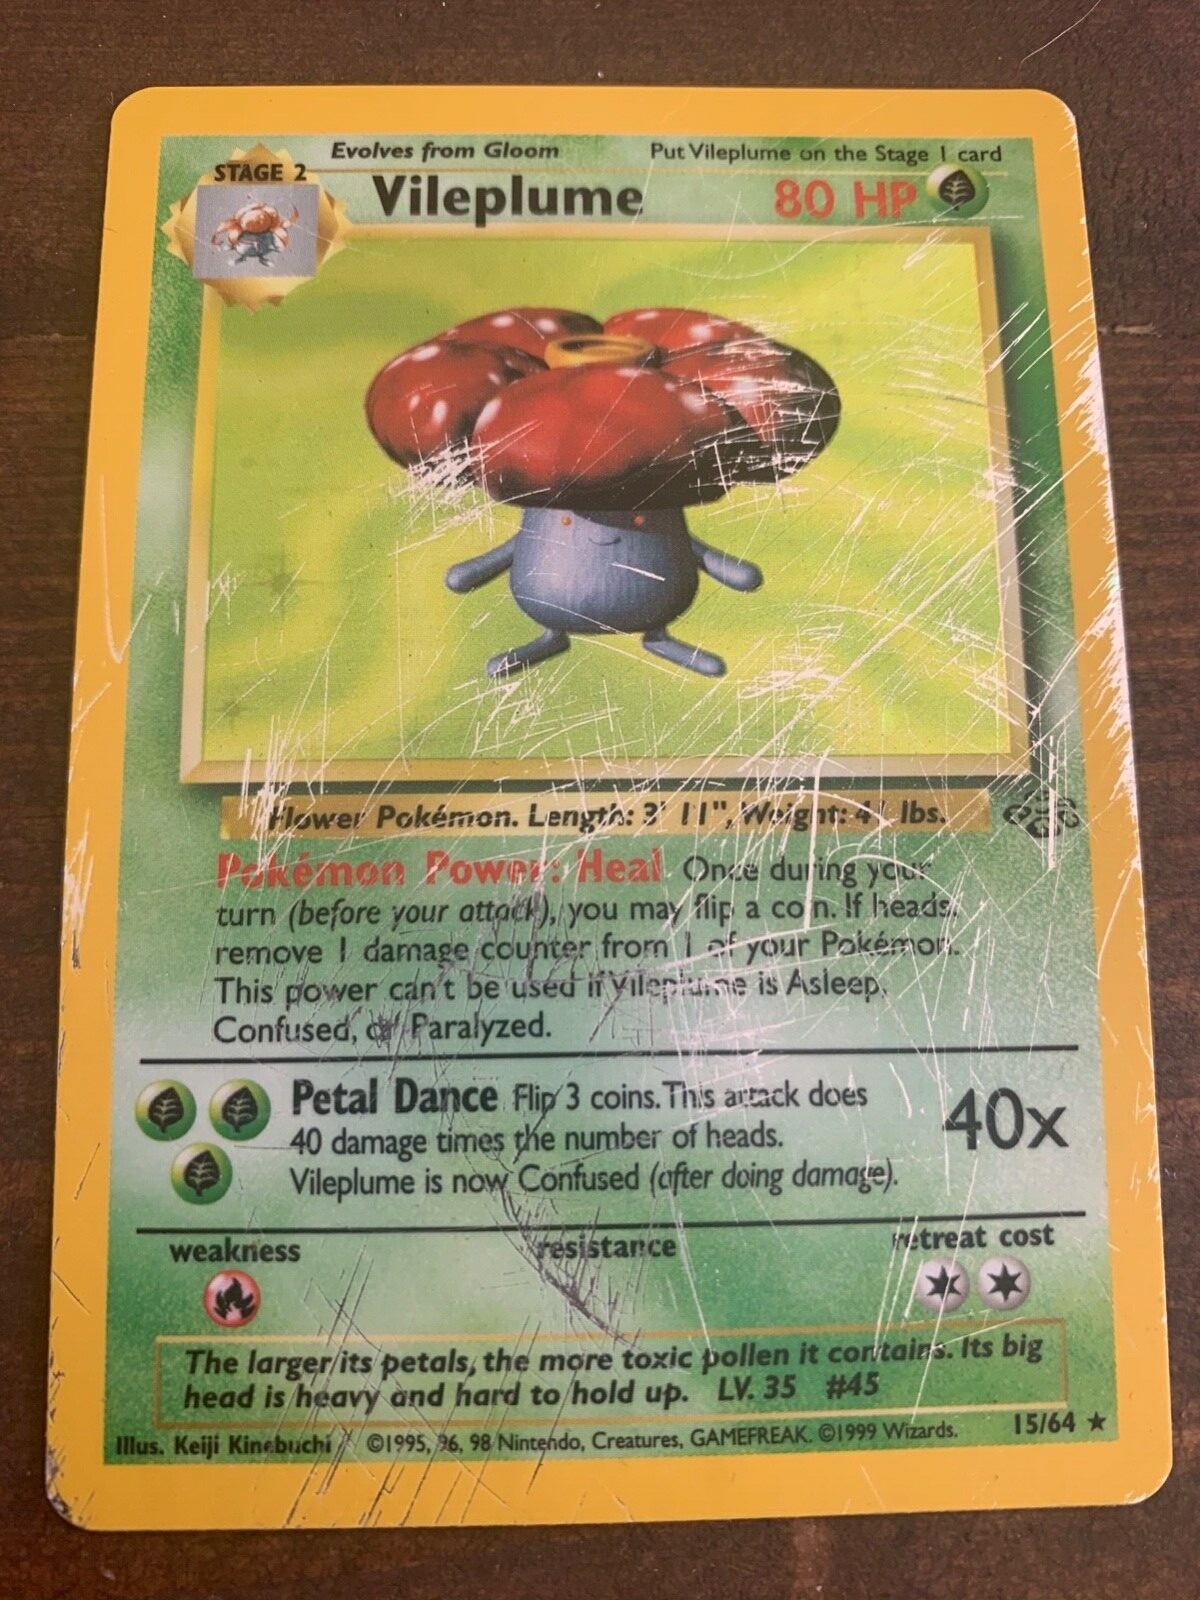 Evolves from Gloom
Put Vileplume on the Stage 1 card
STAGE 2
Vileplume
80 HP
Flower Pokémon. Length: 3' 11", Weight: 41 lbs.
Pokémon Power: Heal Once during your
turn (before your attack), you may flip a coin. If heads,
remove 1 damage counter from 1 of your Pokémon.
This power can't be used if Vileplume is Asleep,
Confused, or Paralyzed.
Petal Dance Flip 3 coins. This attack does
40 damage times the number of heads.
Vileplume is now Confused (after doing damage).
40x
weakness
resistance
retreat cost
The larger its petals, the more toxic pollen it contains. Its big
head is heavy and hard to hold up. LV. 35 #45
Illus. Keiji Kinebuchi
©1995, 96, 98 Nintendo, Creatures, GAMEFREAK. ©1999 Wizards.
15/64 ★